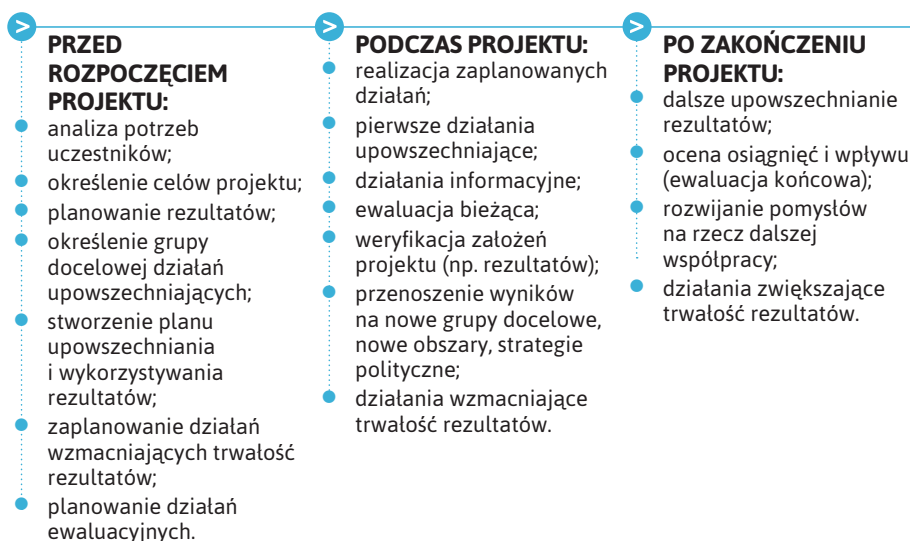 PRZED
ROZPOCZĘCIEM
PROJEKTU:
analiza potrzeb
uczestników;
określenie celów projektu;
planowanie rezultatów;
określenie grupy
docelowej działań
upowszechniających;
stworzenie planu
upowszechniania
i wykorzystywania
rezultatów;
zaplanowanie działań
wzmacniających trwałość
rezultatów;
planowanie działań
ewaluacyjnych.
PODCZAS PROJEKTU:
realizacja zaplanowanych
działań;
pierwsze działania
upowszechniające;
działania informacyjne;
ewaluacja bieżąca;
weryfikacja założeń
projektu (np. rezultatów);
przenoszenie wyników
na nowe grupy docelowe,
nowe obszary, strategie
polityczne;
działania wzmacniające
trwałość rezultatów.
PO ZAKOŃCZENIU
PROJEKTU:
dalsze upowszechnianie
rezultatów;
ocena osiągnięć i wpływu
(ewaluacja końcowa);
rozwijanie pomysłów
na rzecz dalszej
współpracy;
działania zwiększające
trwałość rezultatów.